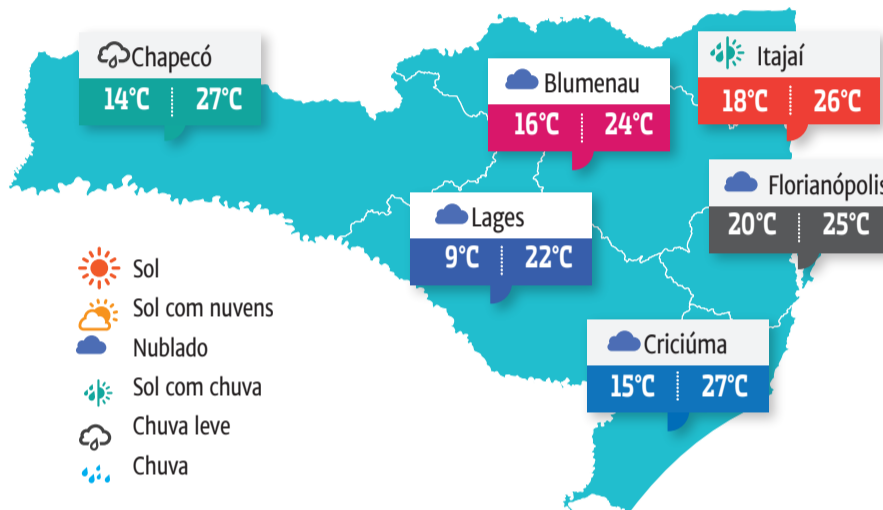 Chapecó
14°C 27°C
Blumenau
16°C 24°C
Itajaí
18°C 26°C
Florianópolis
20°C 25°C
Lages
9°C 22°C
Criciúma
15°C 27°C
Sol
Sol com nuvens
Nublado
Sol com chuva
Chuva leve
Chuva